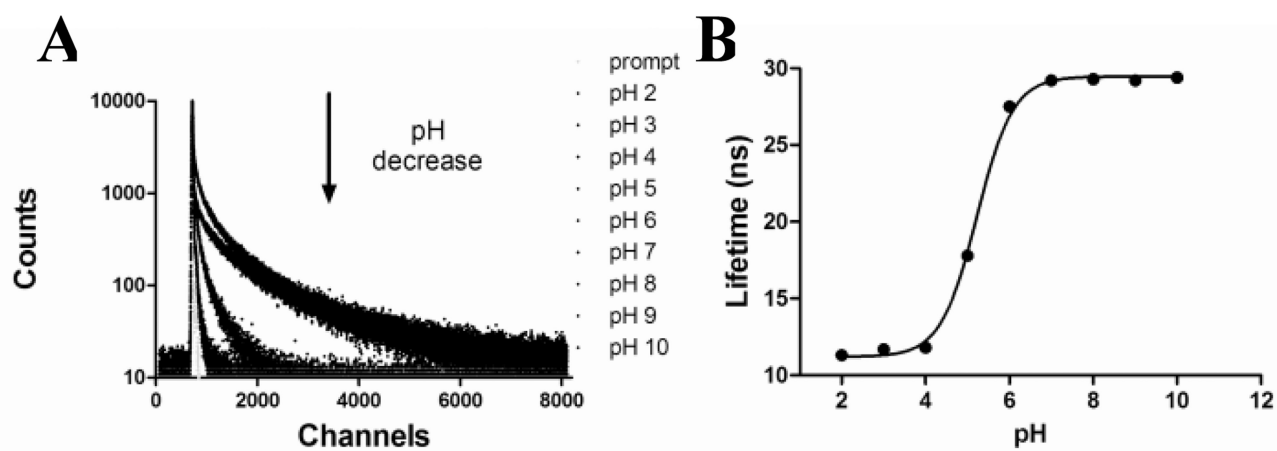 A
B
prompt
pH 2
pH 3
pH 4
pH 5
pH 6
pH 7
pH 8
pH 9
pH 10
pH
decrease
10000
1000
100
10
Counts
0
2000
4000
6000
8000
Channels
30
25
20
15
10
Lifetime (ns)
2
4
6
8
10
12
pH